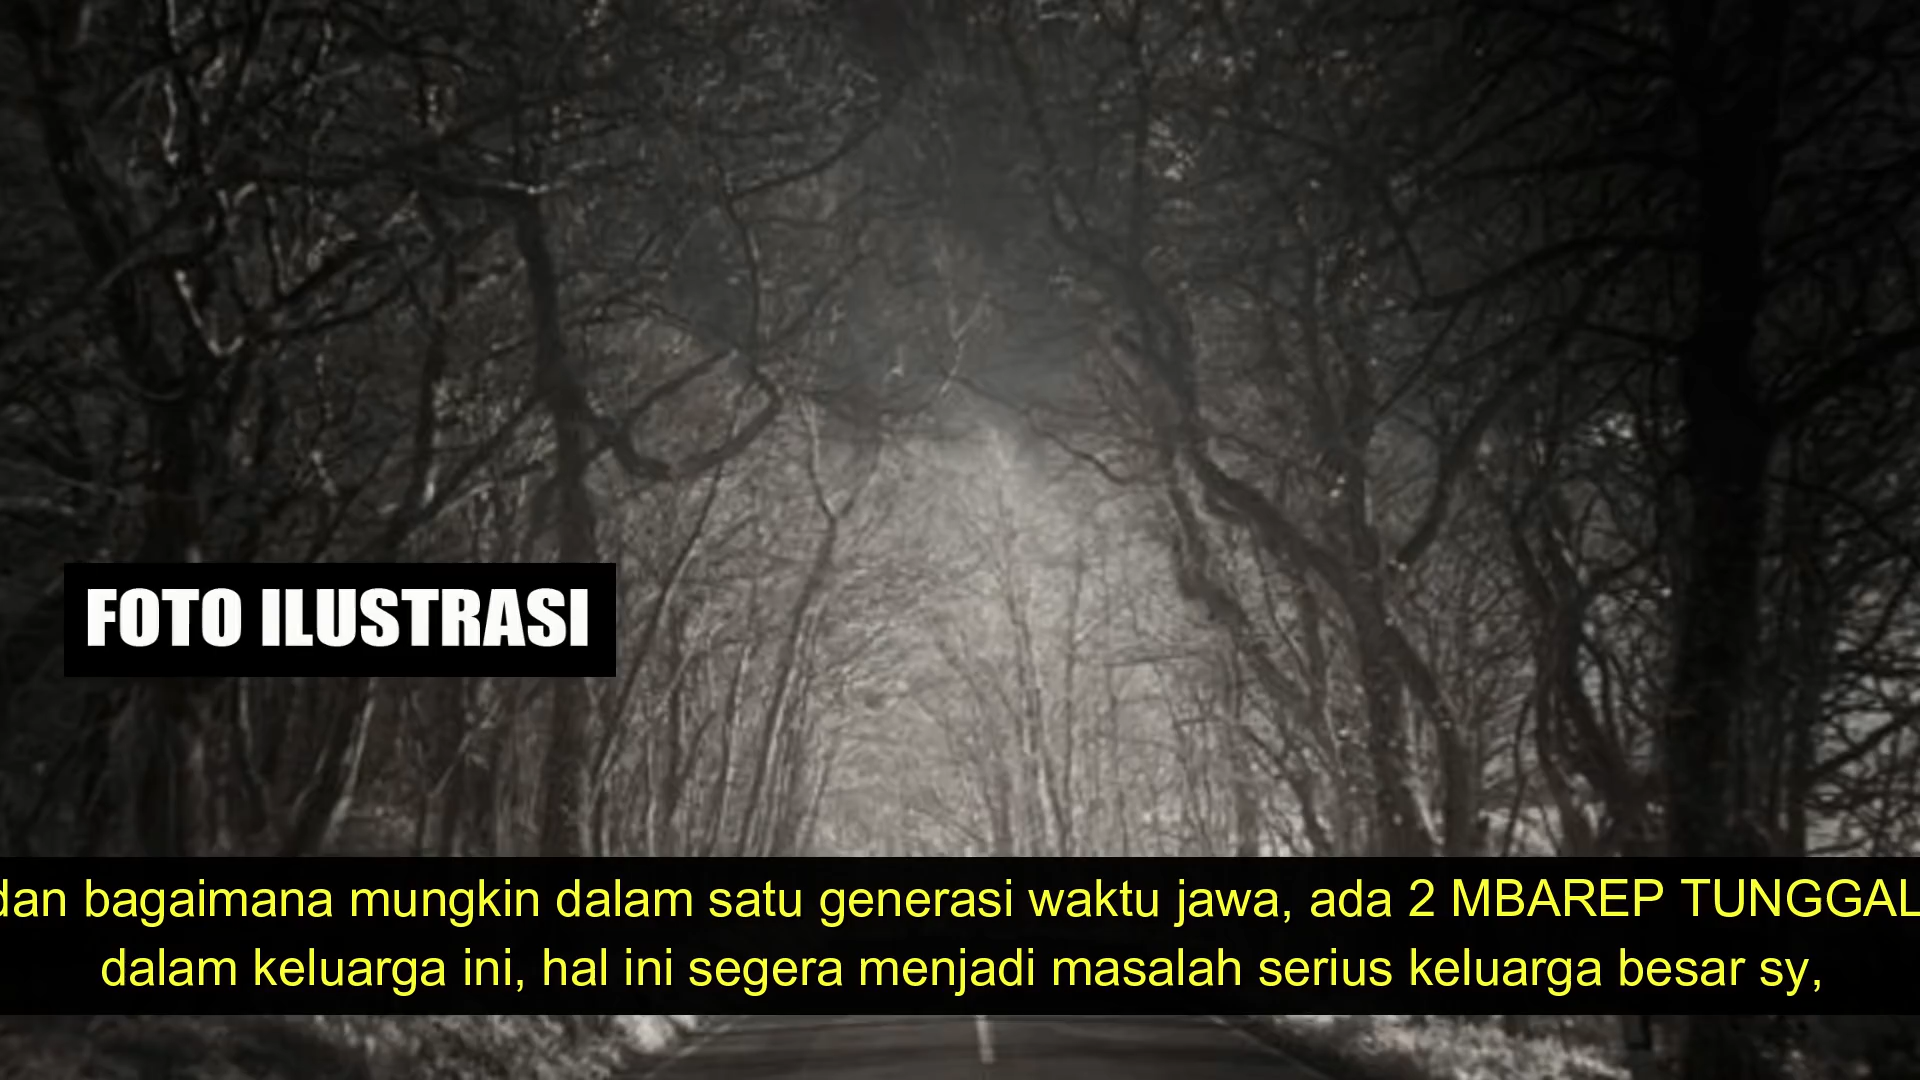 FOTO ILUSTRASI
dan bagaimana mungkin dalam satu generasi waktu jawa, ada 2 MBAREP TUNGGAL
dalam keluarga ini, hal ini segera menjadi masalah serius keluarga besar sy,